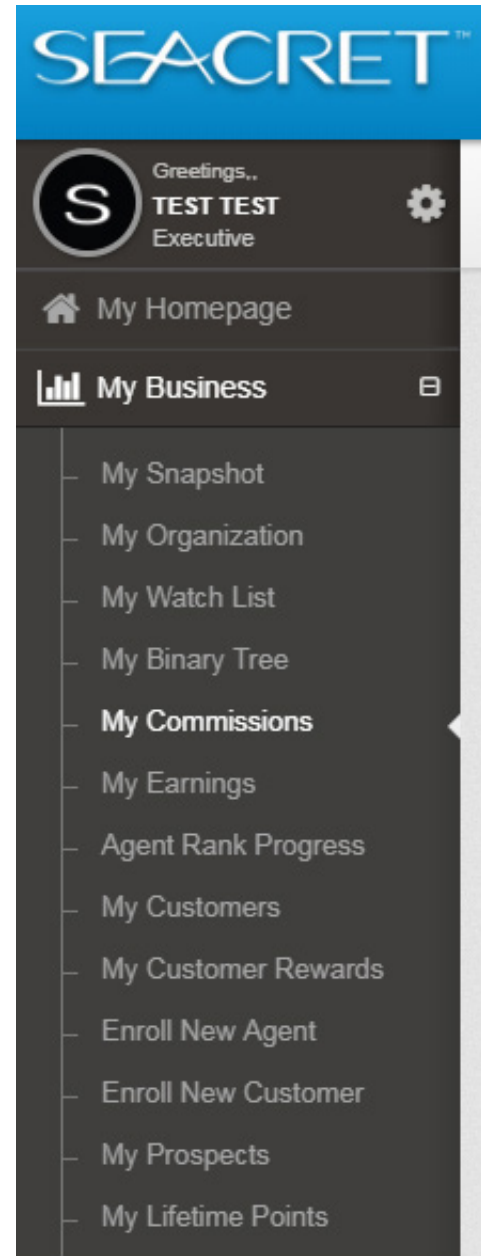 SEACRET™
S
Greetings,,
TEST TEST
Executive
My Homepage
My Business
My Snapshot
My Organization
My Watch List
My Binary Tree
My Commissions
My Earnings
Agent Rank Progress
My Customers
My Customer Rewards
Enroll New Agent
Enroll New Customer
My Prospects
My Lifetime Points